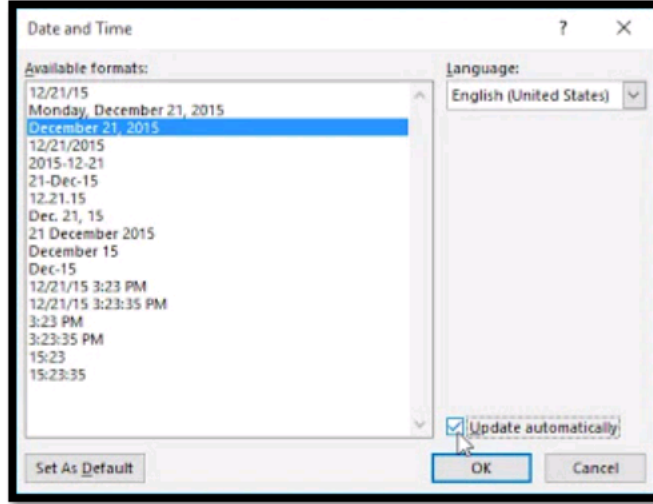 Date and Time ? ×
Available formats:
Language:
12/21/15
Monday, December 21, 2015
December 21, 2015
12/21/2015
2015-12-21
21-Dec-15
12.21.15
Dec. 21, 15
21 December 2015
December 15
Dec-15
12/21/15 3:23 PM
12/21/15 3:23:35 PM
3:23 PM
3:23:35 PM
15:23
15:23:35
English (United States)
Update automatically
Set As Default
OK
Cancel